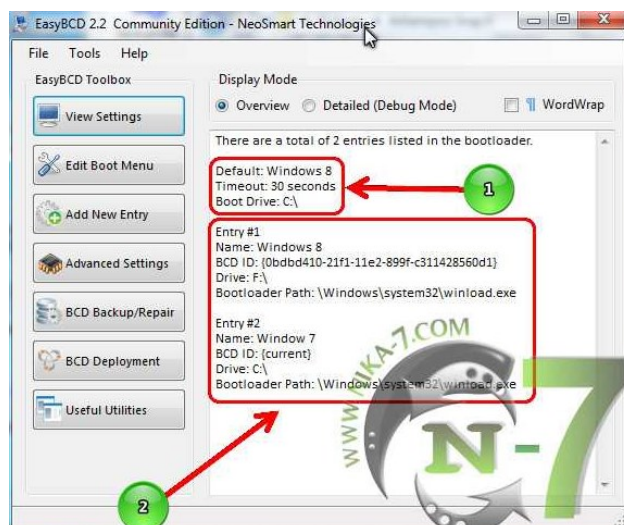 EasyBCD 2.2 Community Edition - NeoSmart Technologies
File Tools Help
EasyBCD Toolbox
View Settings
Edit Boot Menu
Add New Entry
Advanced Settings
BCD Backup/Repair
BCD Deployment
Useful Utilities
Display Mode
Overview Detailed (Debug Mode) WordWrap
There are a total of 2 entries listed in the bootloader.
Default: Windows 8
Timeout: 30 seconds
Boot Drive: C:\
1
Entry #1
Name: Windows 8
BCD ID: {0bdbd410-21f1-11e2-899f-c311428560d1}
Drive: F:\
Bootloader Path: \Windows\system32\winload.exe
Entry #2
Name: Window 7
BCD ID: {current}
Drive: C:\
Bootloader Path: \Windows\system32\winload.exe
2
WWW.NIKA-7.COM
N-7